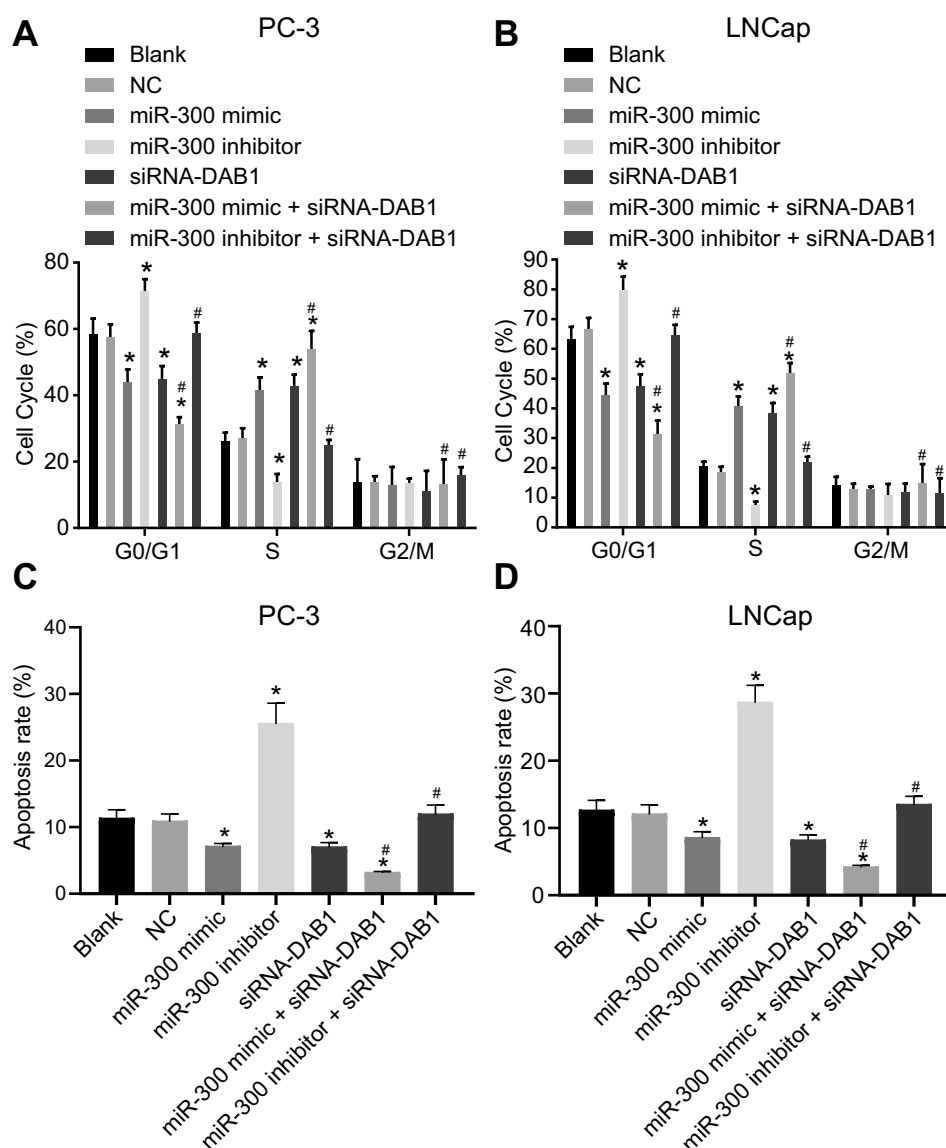 A
PC-3
Blank
NC
miR-300 mimic
miR-300 inhibitor
siRNA-DAB1
miR-300 mimic + siRNA-DAB1
miR-300 inhibitor + siRNA-DAB1
Cell Cycle (%)
80
60
40
20
0
* * * # * #
* * * # * #
# #
G0/G1 S G2/M
B
LNCap
Blank
NC
miR-300 mimic
miR-300 inhibitor
siRNA-DAB1
miR-300 mimic + siRNA-DAB1
miR-300 inhibitor + siRNA-DAB1
Cell Cycle (%)
90
80
70
60
50
40
30
20
10
0
* * * # * #
* * * # * #
# #
G0/G1 S G2/M
C
PC-3
Apoptosis rate (%)
40
30
20
10
0
* * * # * #
Blank
NC
miR-300 mimic
miR-300 inhibitor
siRNA-DAB1
miR-300 mimic + siRNA-DAB1
miR-300 inhibitor + siRNA-DAB1
D
LNCap
Apoptosis rate (%)
40
30
20
10
0
* * * # * #
Blank
NC
miR-300 mimic
miR-300 inhibitor
siRNA-DAB1
miR-300 mimic + siRNA-DAB1
miR-300 inhibitor + siRNA-DAB1